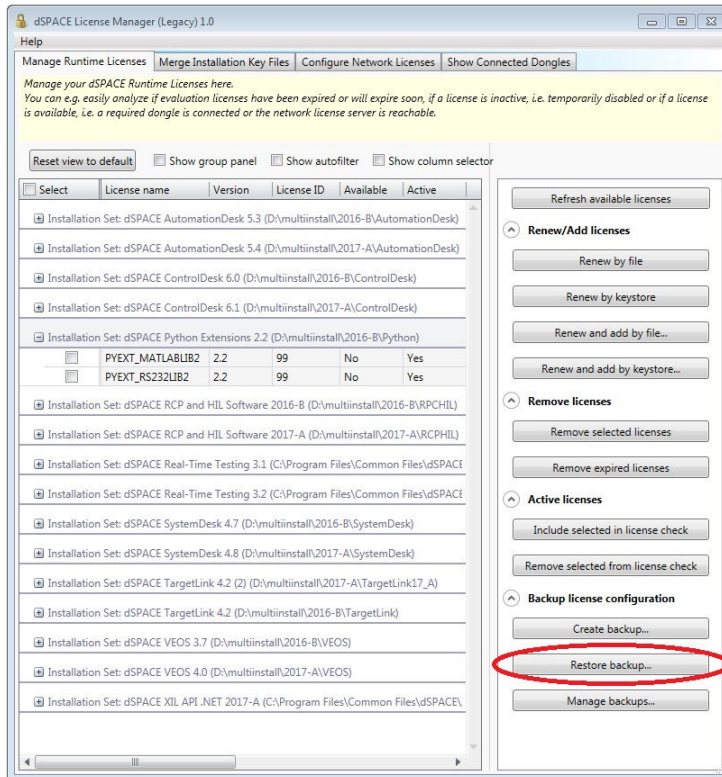 dSPACE License Manager (Legacy) 1.0
Help
Manage Runtime Licenses Merge Installation Key Files Configure Network Licenses Show Connected Dongles
Manage your dSPACE Runtime Licenses here.
You can e.g. easily analyze if evaluation licenses have been expired or will expire soon, if a license is inactive, i.e. temporarily disabled or if a license
is available, i.e. a required dongle is connected or the network license server is reachable.
Reset view to default Show group panel Show autofilter Show column selector
Select License name Version License ID Available Active
Installation Set: dSPACE AutomationDesk 5.3 (D:\multiinstall\2016-B\AutomationDesk)
Installation Set: dSPACE AutomationDesk 5.4 (D:\multiinstall\2017-A\AutomationDesk)
Installation Set: dSPACE ControlDesk 6.0 (D:\multiinstall\2016-B\ControlDesk)
Installation Set: dSPACE ControlDesk 6.1 (D:\multiinstall\2017-A\ControlDesk)
Installation Set: dSPACE Python Extensions 2.2 (D:\multiinstall\2016-B\Python)
PYEXT_MATLABLIB2 2.2 99 No Yes
PYEXT_RS232LIB2 2.2 99 No Yes
Installation Set: dSPACE RCP and HIL Software 2016-B (D:\multiinstall\2016-B\RPCHIL)
Installation Set: dSPACE RCP and HIL Software 2017-A (D:\multiinstall\2017-A\RCPHIL)
Installation Set: dSPACE Real-Time Testing 3.1 (C:\Program Files\Common Files\dSPACE
Installation Set: dSPACE Real-Time Testing 3.2 (C:\Program Files\Common Files\dSPACE
Installation Set: dSPACE SystemDesk 4.7 (D:\multiinstall\2016-B\SystemDesk)
Installation Set: dSPACE SystemDesk 4.8 (D:\multiinstall\2017-A\SystemDesk)
Installation Set: dSPACE TargetLink 4.2 (2) (D:\multiinstall\2017-A\TargetLink17_A)
Installation Set: dSPACE TargetLink 4.2 (D:\multiinstall\2016-B\TargetLink)
Installation Set: dSPACE VEOS 3.7 (D:\multiinstall\2016-B\VEOS)
Installation Set: dSPACE VEOS 4.0 (D:\multiinstall\2017-A\VEOS)
Installation Set: dSPACE XIL API .NET 2017-A (C:\Program Files\Common Files\dSPACE\
Refresh available licenses
Renew/Add licenses
Renew by file
Renew by keystore
Renew and add by file...
Renew and add by keystore...
Remove licenses
Remove selected licenses
Remove expired licenses
Active licenses
Include selected in license check
Remove selected from license check
Backup license configuration
Create backup...
Restore backup...
Manage backups...